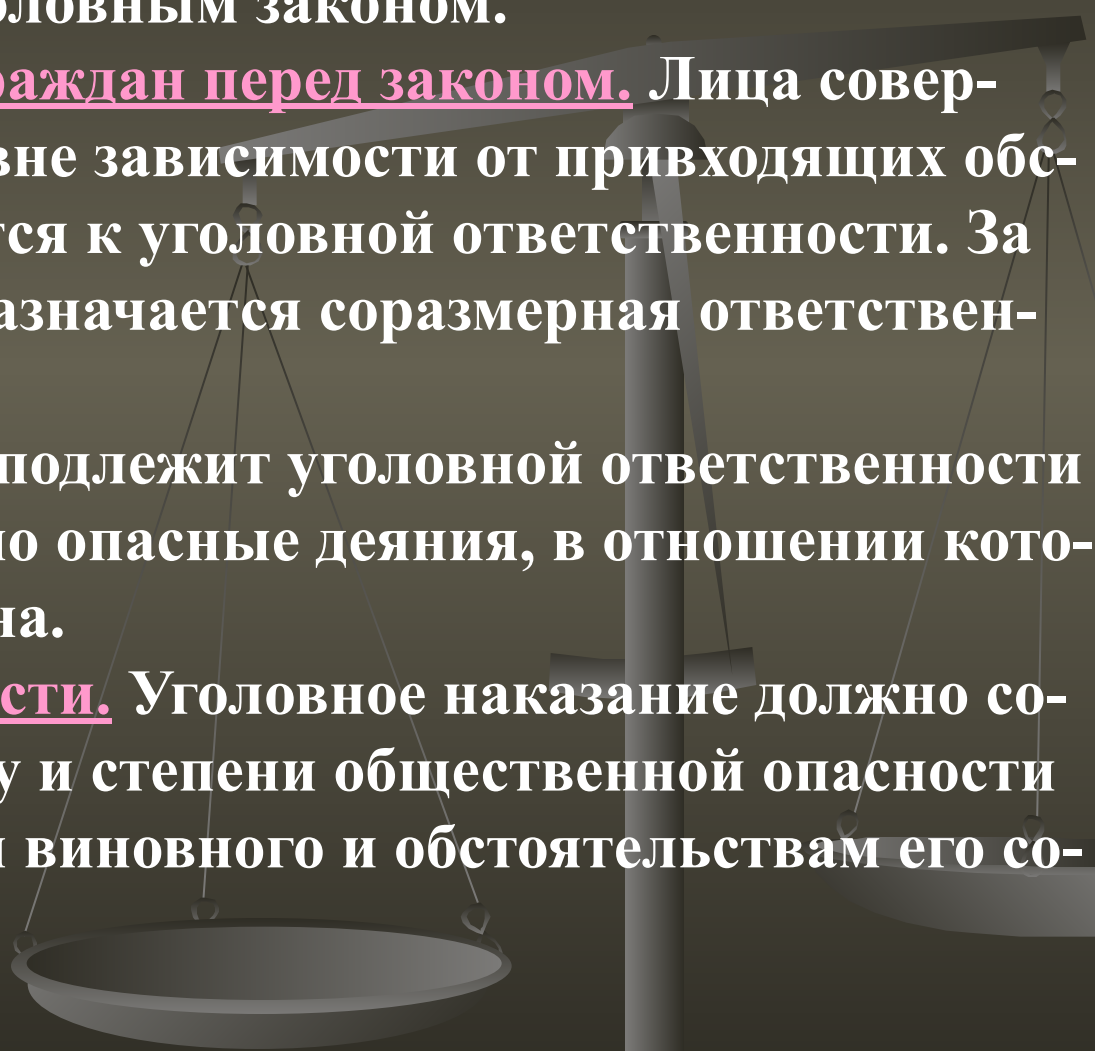 оловным законом.
раждан перед законом. Лица совер-
вне зависимости от привходящих обс-
тся к уголовной ответственности. За
азначается соразмерная ответствен-
подлежит уголовной ответственности
но опасные деяния, в отношении кото-
на.
сти. Уголовное наказание должно со-
у и степени общественной опасности
и виновного и обстоятельствам его со-